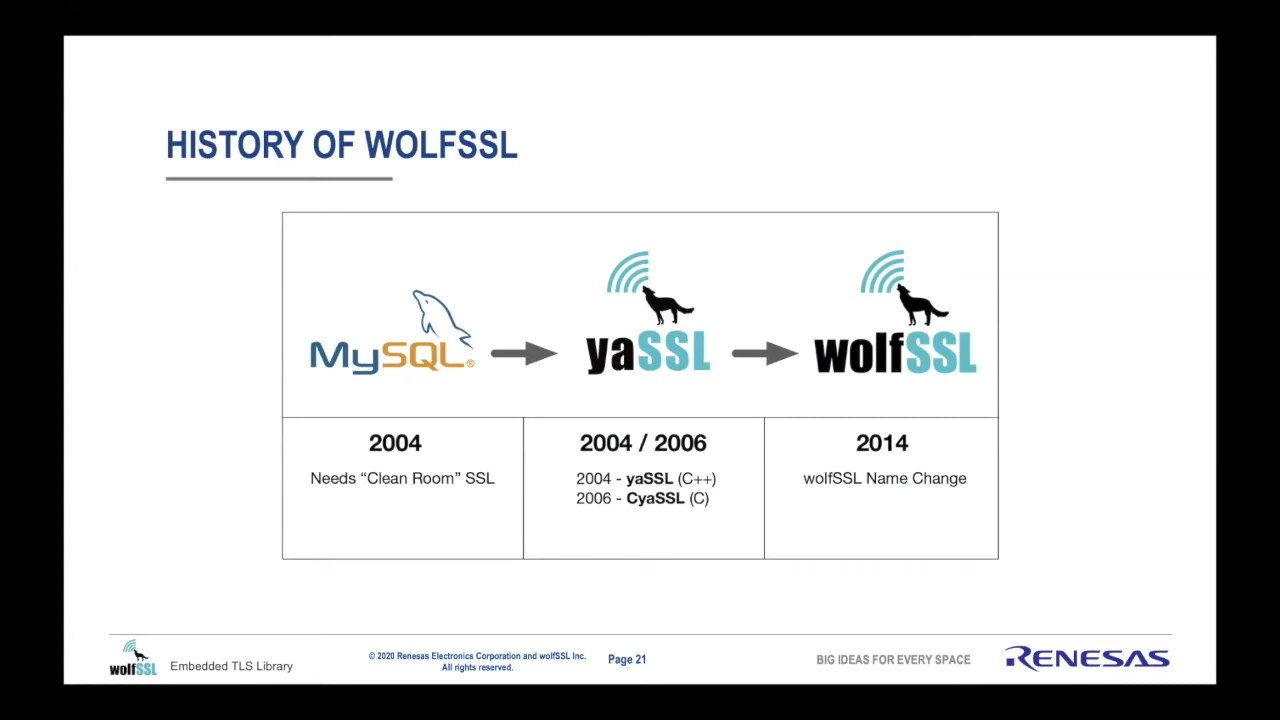 HISTORY OF WOLFSSL
MySQL®
yaSSL
wolfSSL
2004
Needs “Clean Room” SSL
2004 / 2006
2004 - yaSSL (C++)
2006 - CyaSSL (C)
2014
wolfSSL Name Change
wolfSSL
Embedded TLS Library
© 2020 Renesas Electronics Corporation and wolfSSL Inc.
All rights reserved.
Page 21
BIG IDEAS FOR EVERY SPACE
RENESAS